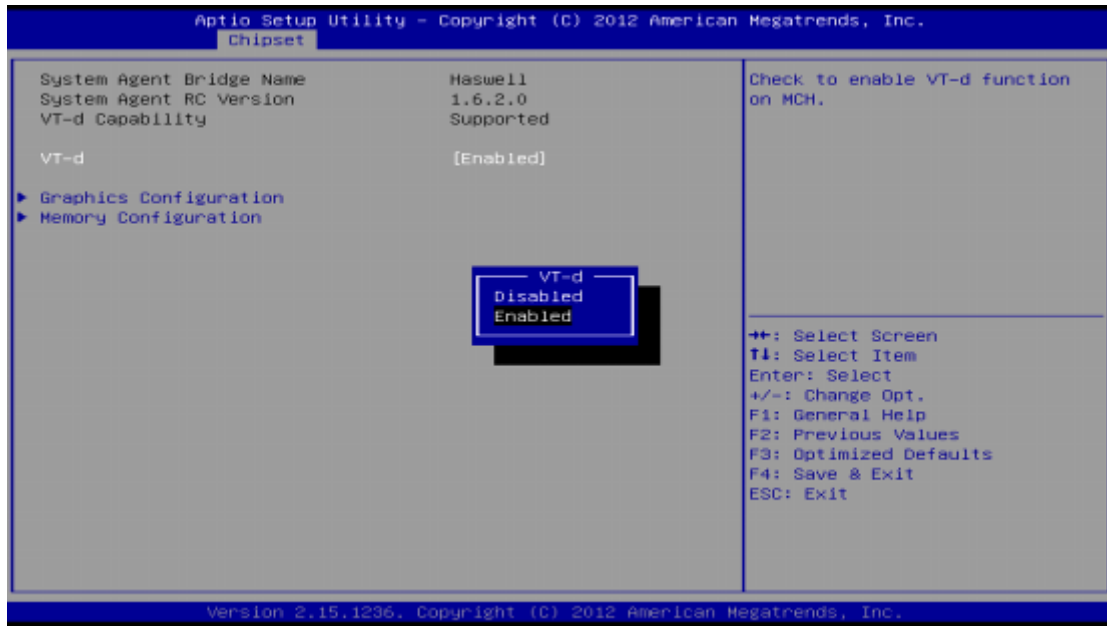 Aptio Setup Utility – Copyright (C) 2012 American Megatrends, Inc.
Chipset
System Agent Bridge Name Haswell
System Agent RC Version 1.6.2.0
VT-d Capability Supported
VT-d [Enabled]
Graphics Configuration
Memory Configuration
VT-d
Disabled
Enabled
Check to enable VT-d function
on MCH.
→←: Select Screen
↑↓: Select Item
Enter: Select
+/-: Change Opt.
F1: General Help
F2: Previous Values
F3: Optimized Defaults
F4: Save & Exit
ESC: Exit
Version 2.15.1236. Copyright (C) 2012 American Megatrends, Inc.